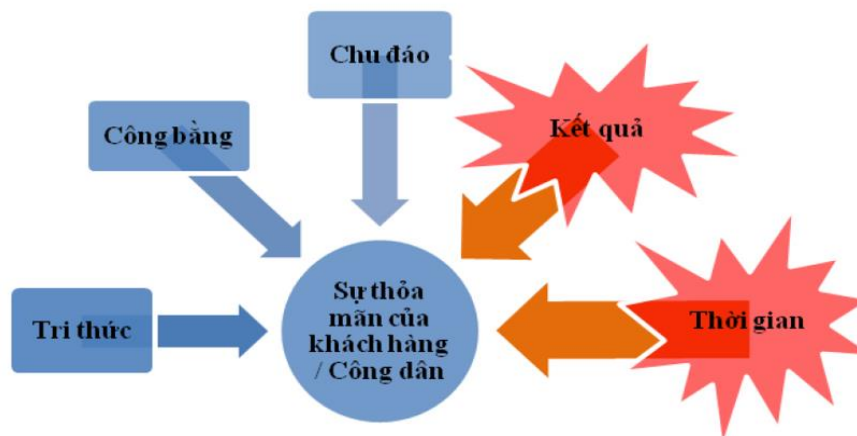 Chu đáo
Công bằng
Kết quả
Tri thức
Sự thỏa
mãn của
khách hàng
/ Công dân
Thời gian